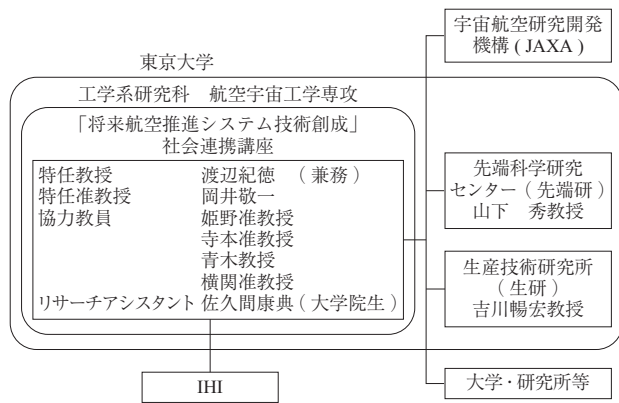 東京大学
工学系研究科　航空宇宙工学専攻
「将来航空推進システム技術創成」
社会連携講座
特任教授　渡辺紀徳　( 兼務 )
特任准教授　岡井敬一
協力教員　姫野准教授
寺本准教授
青木教授
横関准教授
リサーチアシスタント 佐久間康典 ( 大学院生 )
IHI
宇宙航空研究開発
機構 ( JAXA )
先端科学研究
センター ( 先端研 )
山下　秀教授
生産技術研究所
( 生研 )
吉川暢宏教授
大学・研究所等